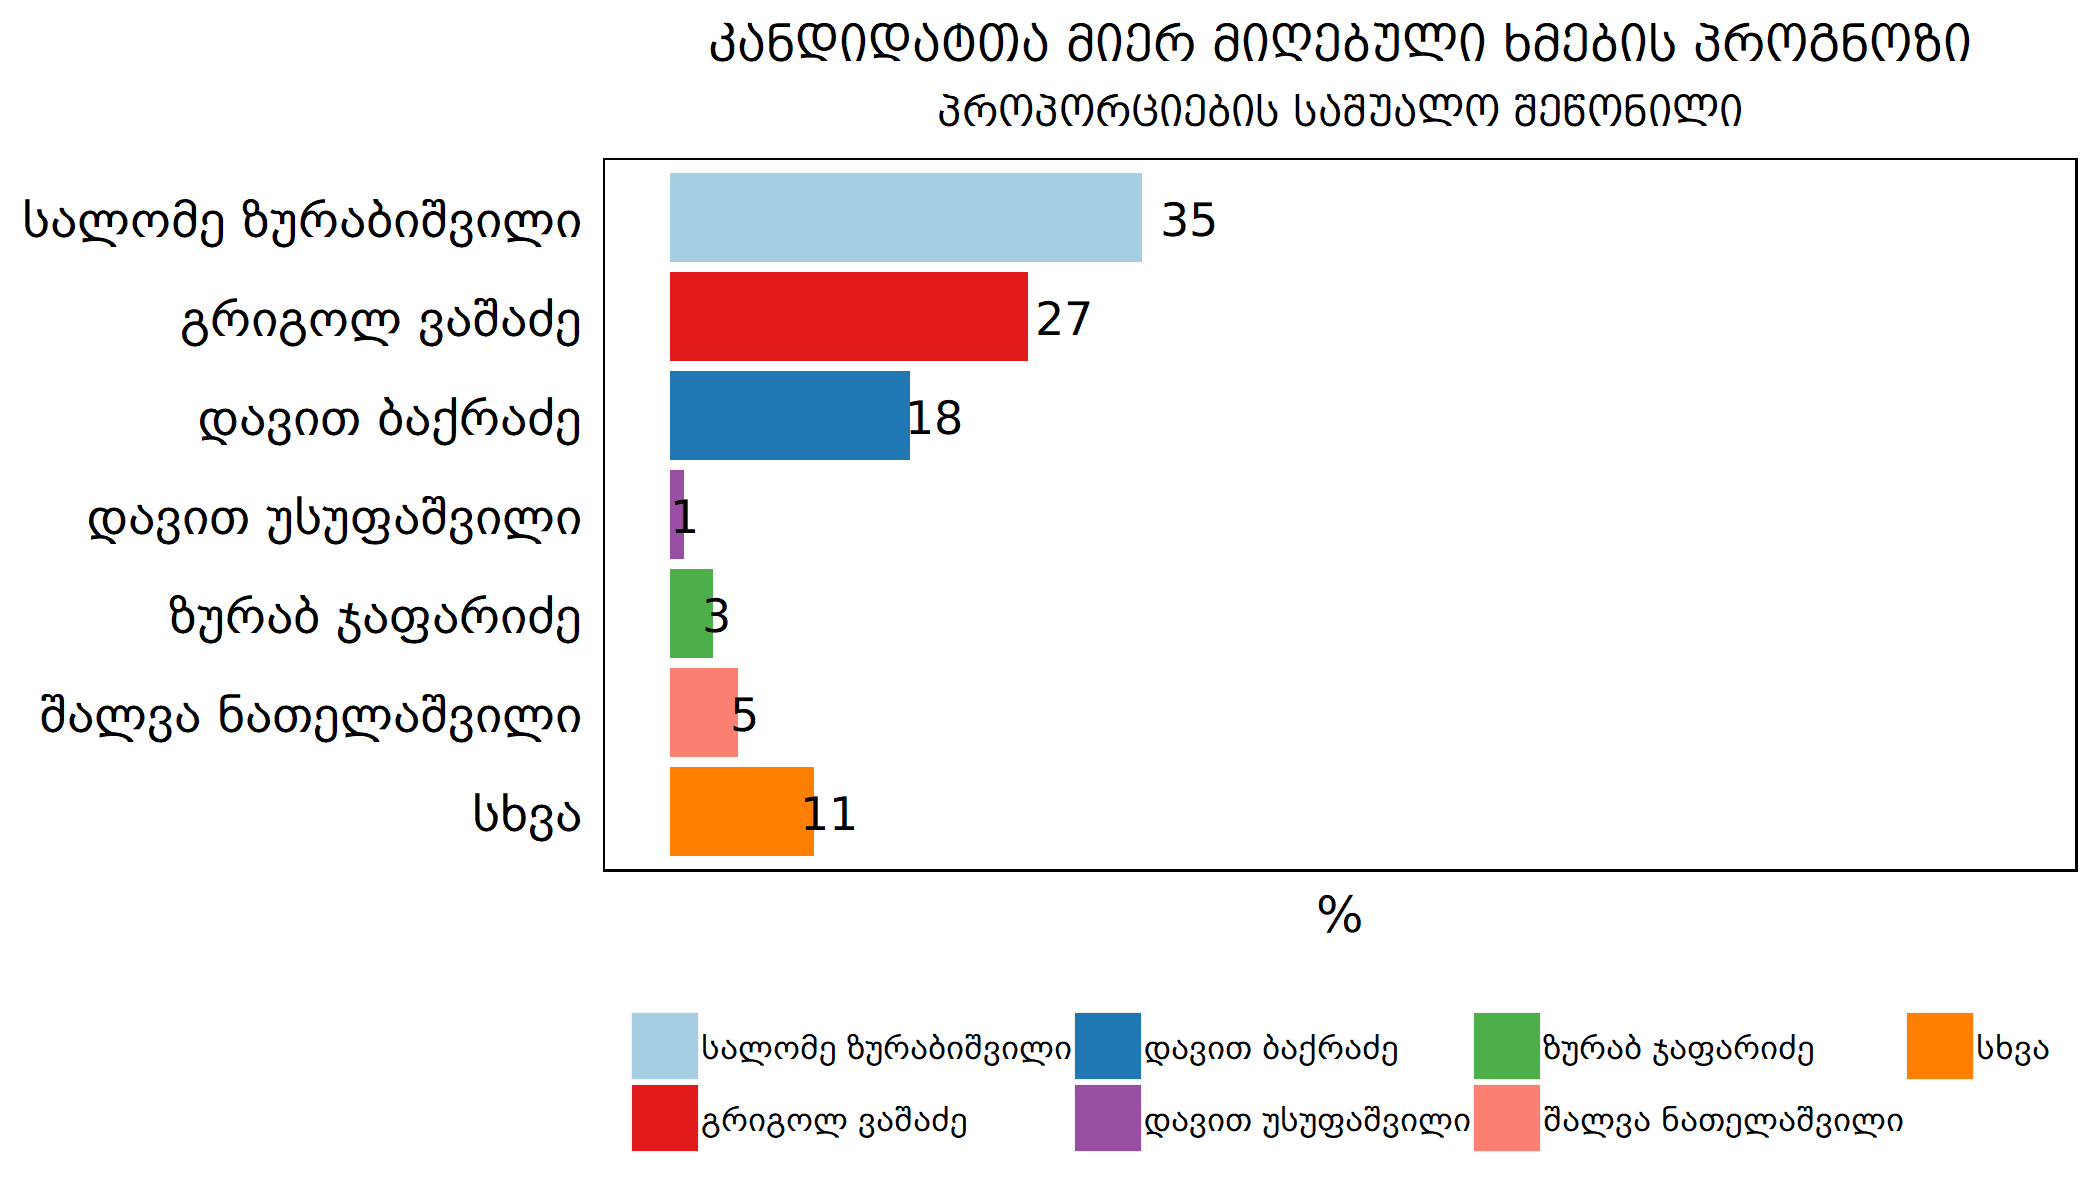 კანდიდატთა მიერ მიღებული ხმების პროგნოზი
პროპორციების საშუალო შეწონილი
სალომე ზურაბიშვილი 35
გრიგოლ ვაშაძე 27
დავით ბაქრაძე 18
დავით უსუფაშვილი 1
ზურაბ ჯაფარიძე 3
შალვა ნათელაშვილი 5
სხვა 11
%
სალომე ზურაბიშვილი დავით ბაქრაძე ზურაბ ჯაფარიძე სხვა
გრიგოლ ვაშაძე დავით უსუფაშვილი შალვა ნათელაშვილი